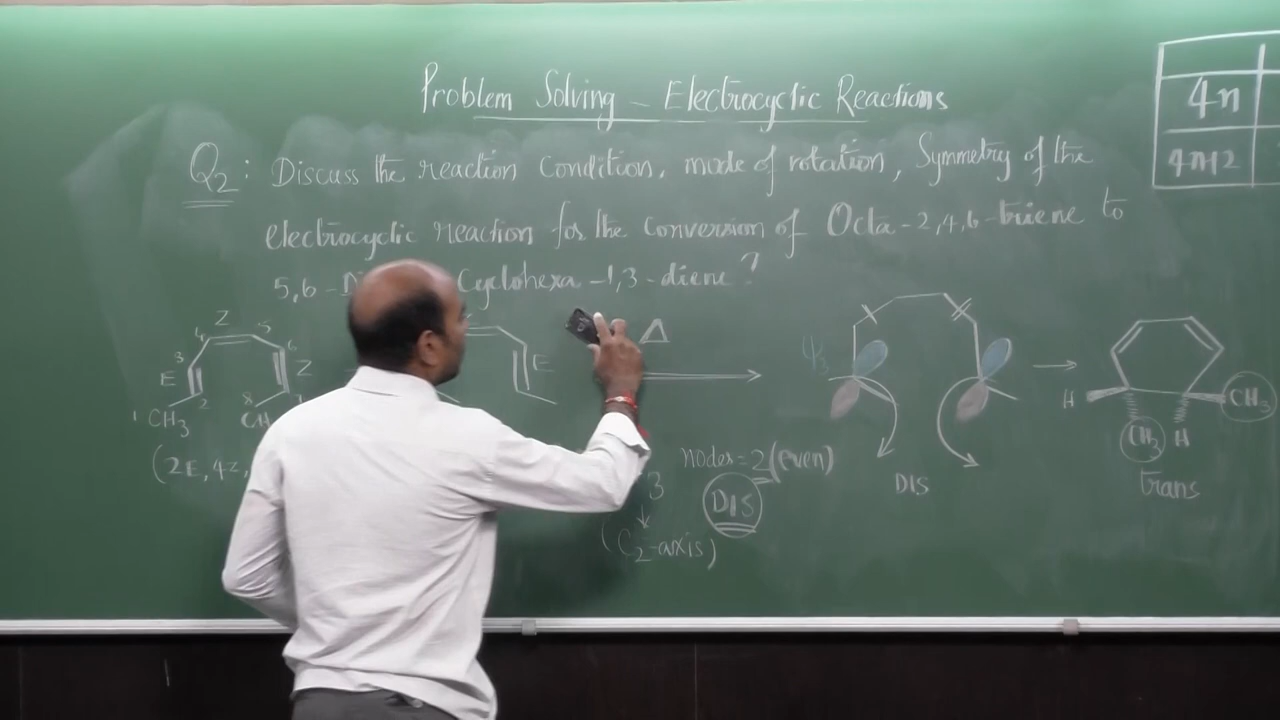 Problem Solving - Electrocyclic Reactions
4n
4n+2
Q2: Discuss the reaction Condition, mode of rotation, Symmetry of the
electrocyclic reaction for the Conversion of Octa-2,4,6-triene to
5,6- Cyclohexa-1,3-diene?
Z
4 5
3 6
E Z
1 CH3 2
8
(2E, 4Z,
E
Δ
ψ3
nodes=2 (even)
3
DIS
(C2-axis)
DIS
H
CH3
CH3 H
trans